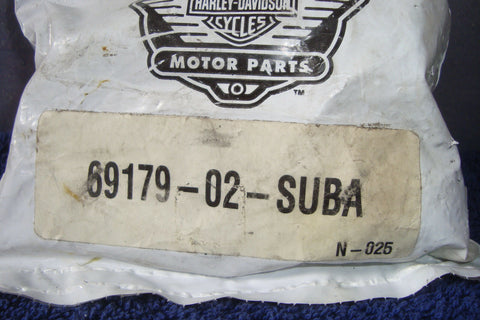 HARLEY-DAVIDSON
CYCLES
MOTOR PARTS
TM
69179-02-SUBA
N-025